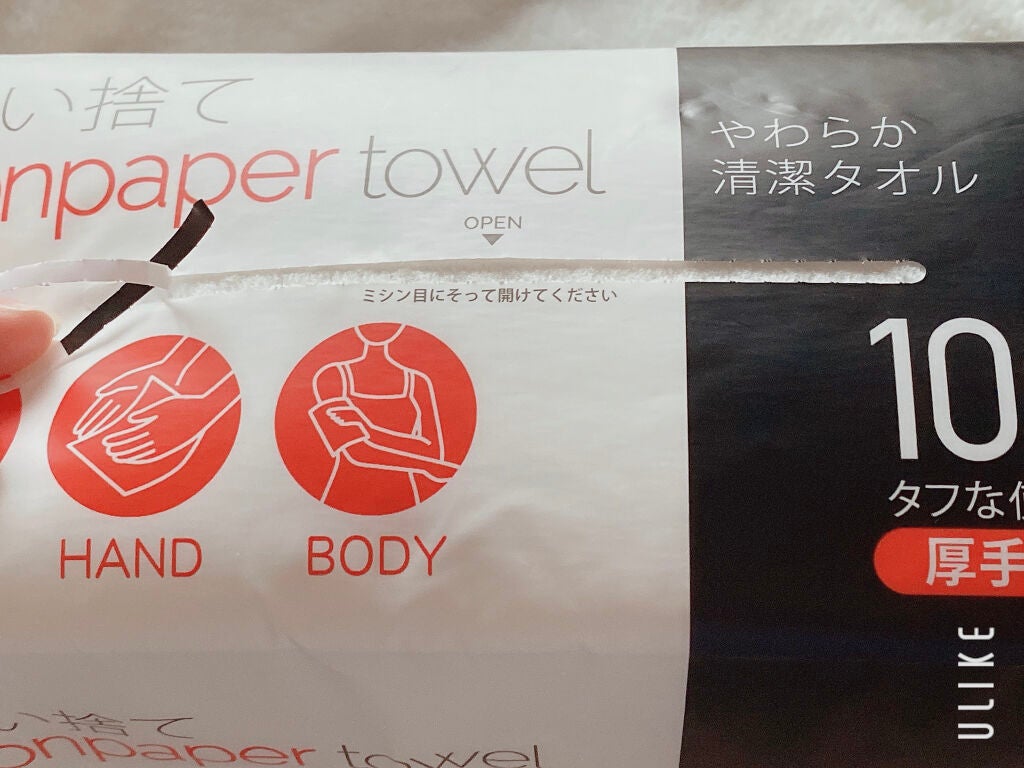 い捨て
onpaper towel
OPEN
ミシン目にそって開けてください
HAND
BODY
やわらか
清潔タオル
10
タフな
厚手
ULIKE
い捨て
onpaper towel